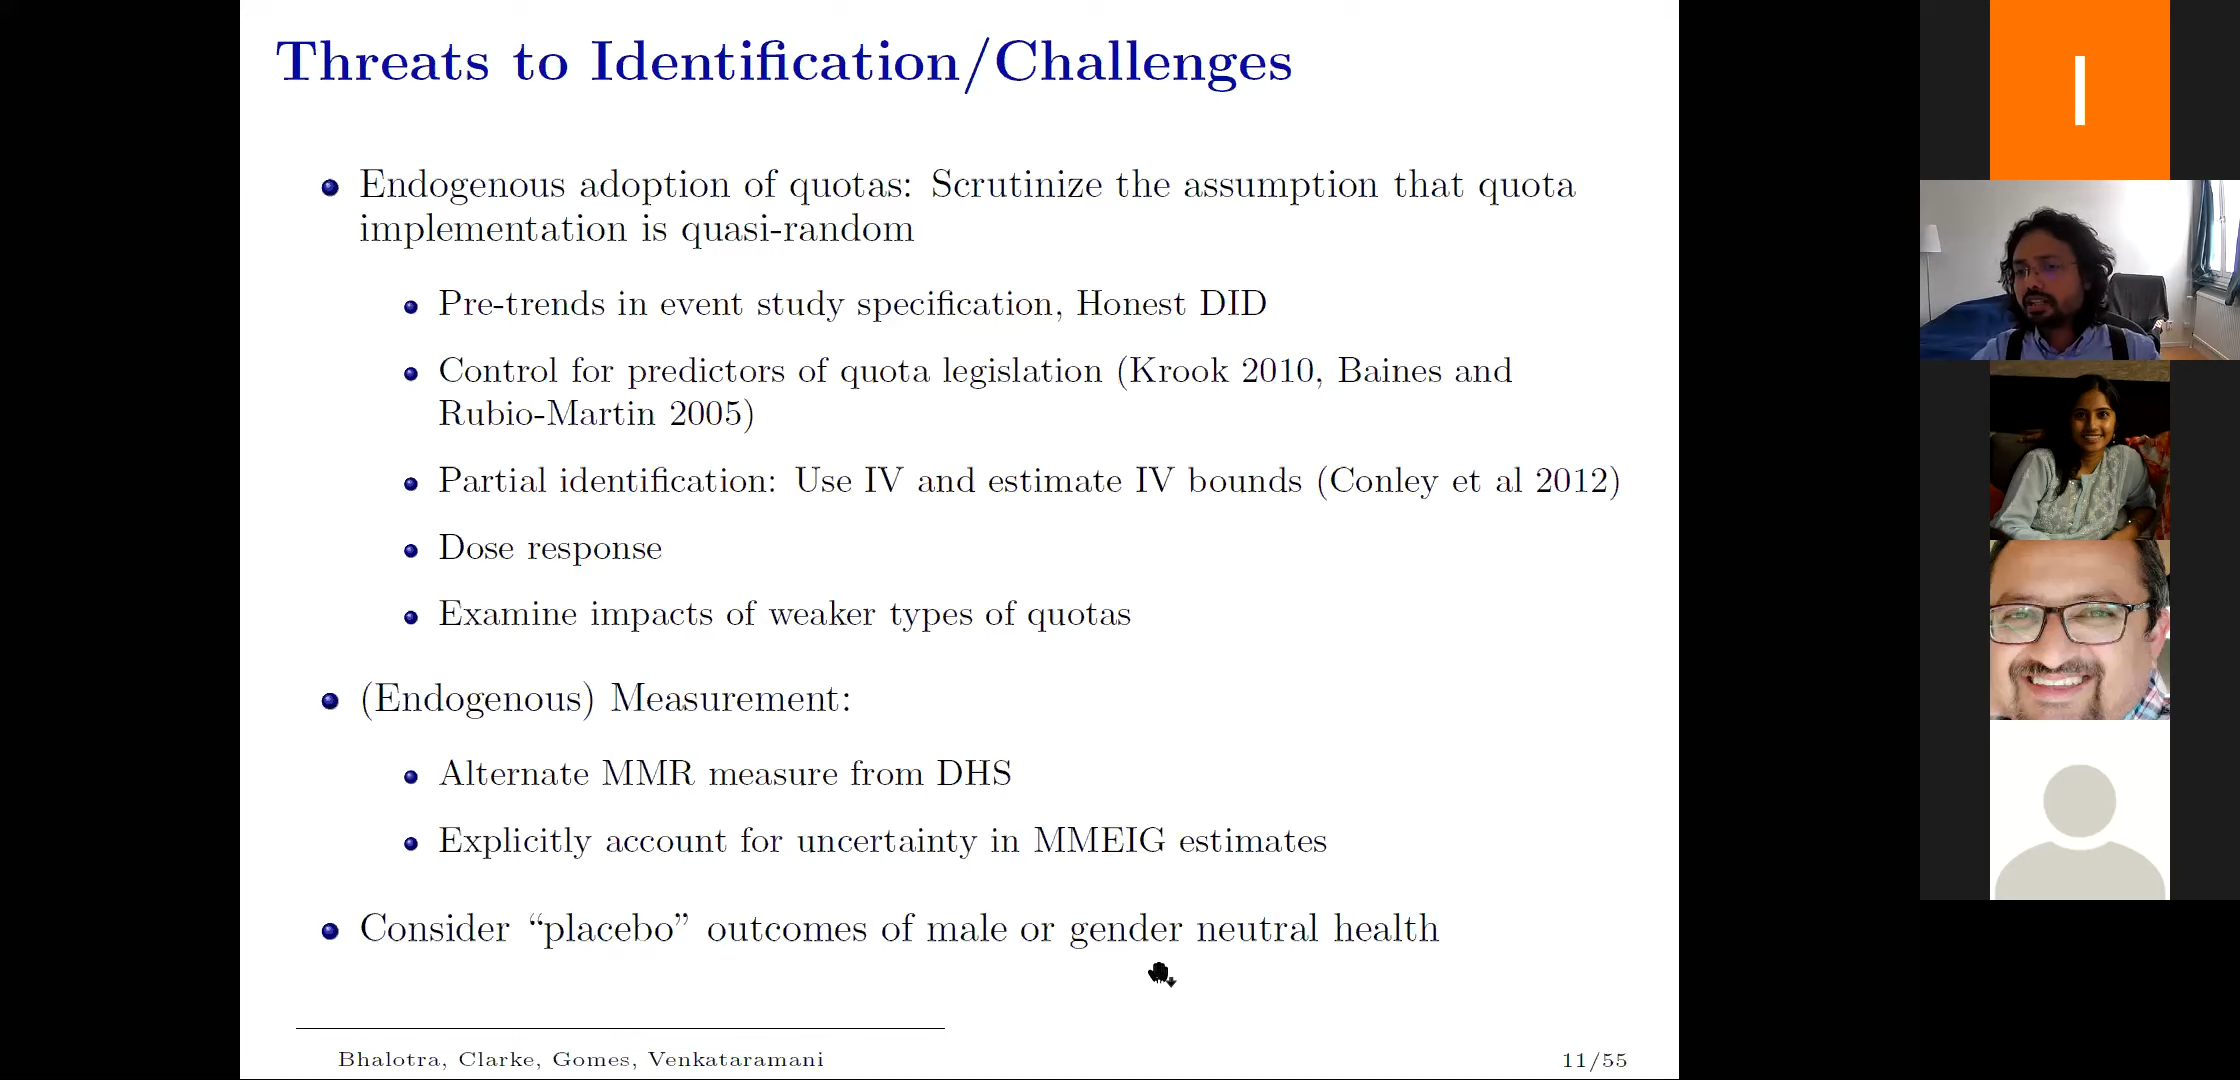 Threats to Identification/Challenges
Endogenous adoption of quotas: Scrutinize the assumption that quota
implementation is quasi-random
Pre-trends in event study specification, Honest DID
Control for predictors of quota legislation (Krook 2010, Baines and
Rubio-Martin 2005)
Partial identification: Use IV and estimate IV bounds (Conley et al 2012)
Dose response
Examine impacts of weaker types of quotas
(Endogenous) Measurement:
Alternate MMR measure from DHS
Explicitly account for uncertainty in MMEIG estimates
Consider “placebo” outcomes of male or gender neutral health
Bhalotra, Clarke, Gomes, Venkataramani
11/55
I